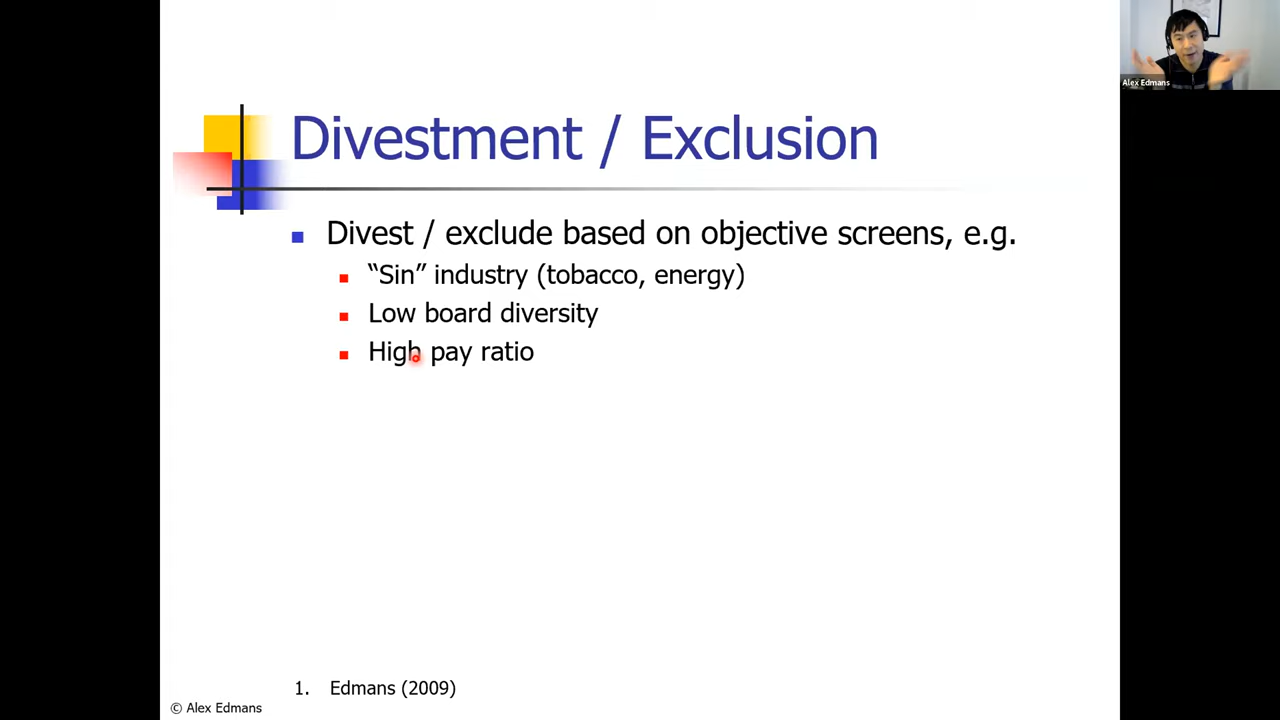 Alex Edmans
Divestment / Exclusion
Divest / exclude based on objective screens, e.g.
“Sin” industry (tobacco, energy)
Low board diversity
High pay ratio
1. Edmans (2009)
© Alex Edmans